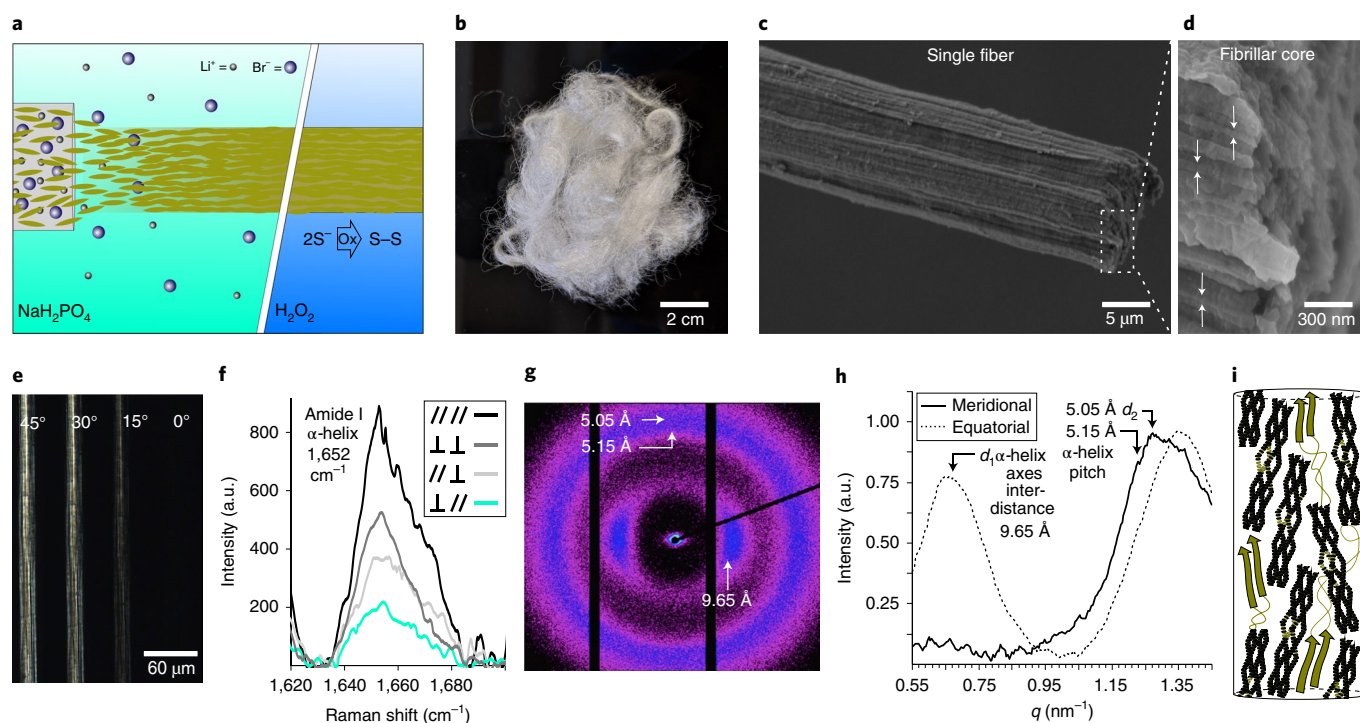 a
Li⁺ = Br⁻ =
2S⁻ Ox S–S
NaH₂PO₄
H₂O₂
b
2 cm
c
Single fiber
5 µm
d
Fibrillar core
300 nm
e
45° 30° 15° 0°
60 µm
f
Amide I
α-helix
1,652
cm⁻¹
// //
⊥ ⊥
// ⊥
⊥ //
800
600
400
200
Intensity (a.u.)
1,620 1,640 1,660 1,680
Raman shift (cm⁻¹)
g
5.05 Å
5.15 Å
9.65 Å
h
Meridional
Equatorial
5.05 Å d₂
5.15 Å
α-helix
pitch
d₁α-helix
axes
inter-
distance
9.65 Å
1.00
0.75
0.50
0.25
Intensity (a.u.)
0.55 0.75 0.95 1.15 1.35
q (nm⁻¹)
i